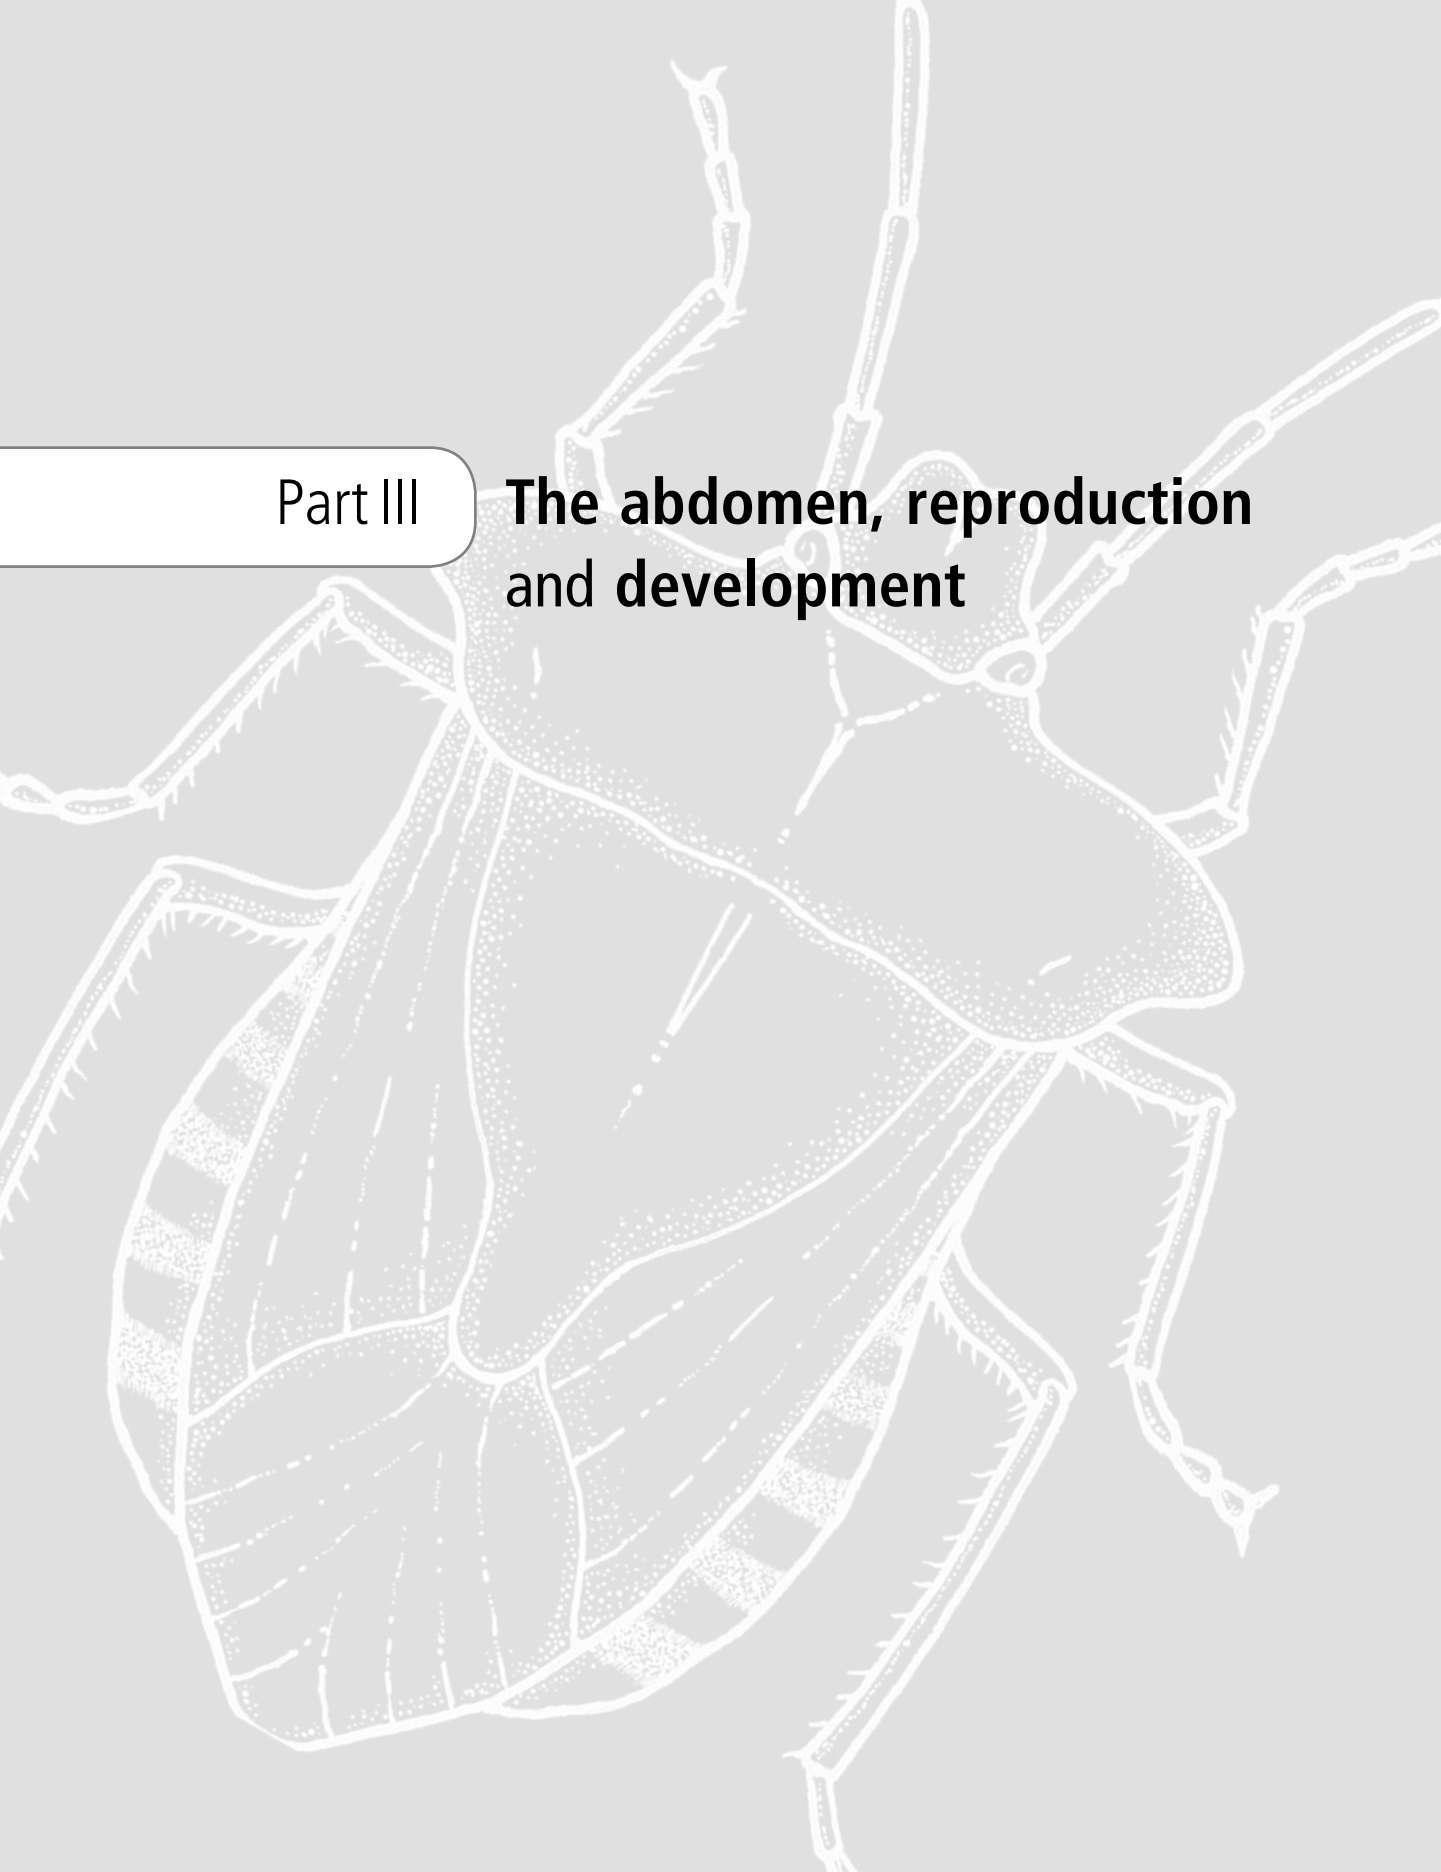 Part III
The abdomen, reproduction
and development